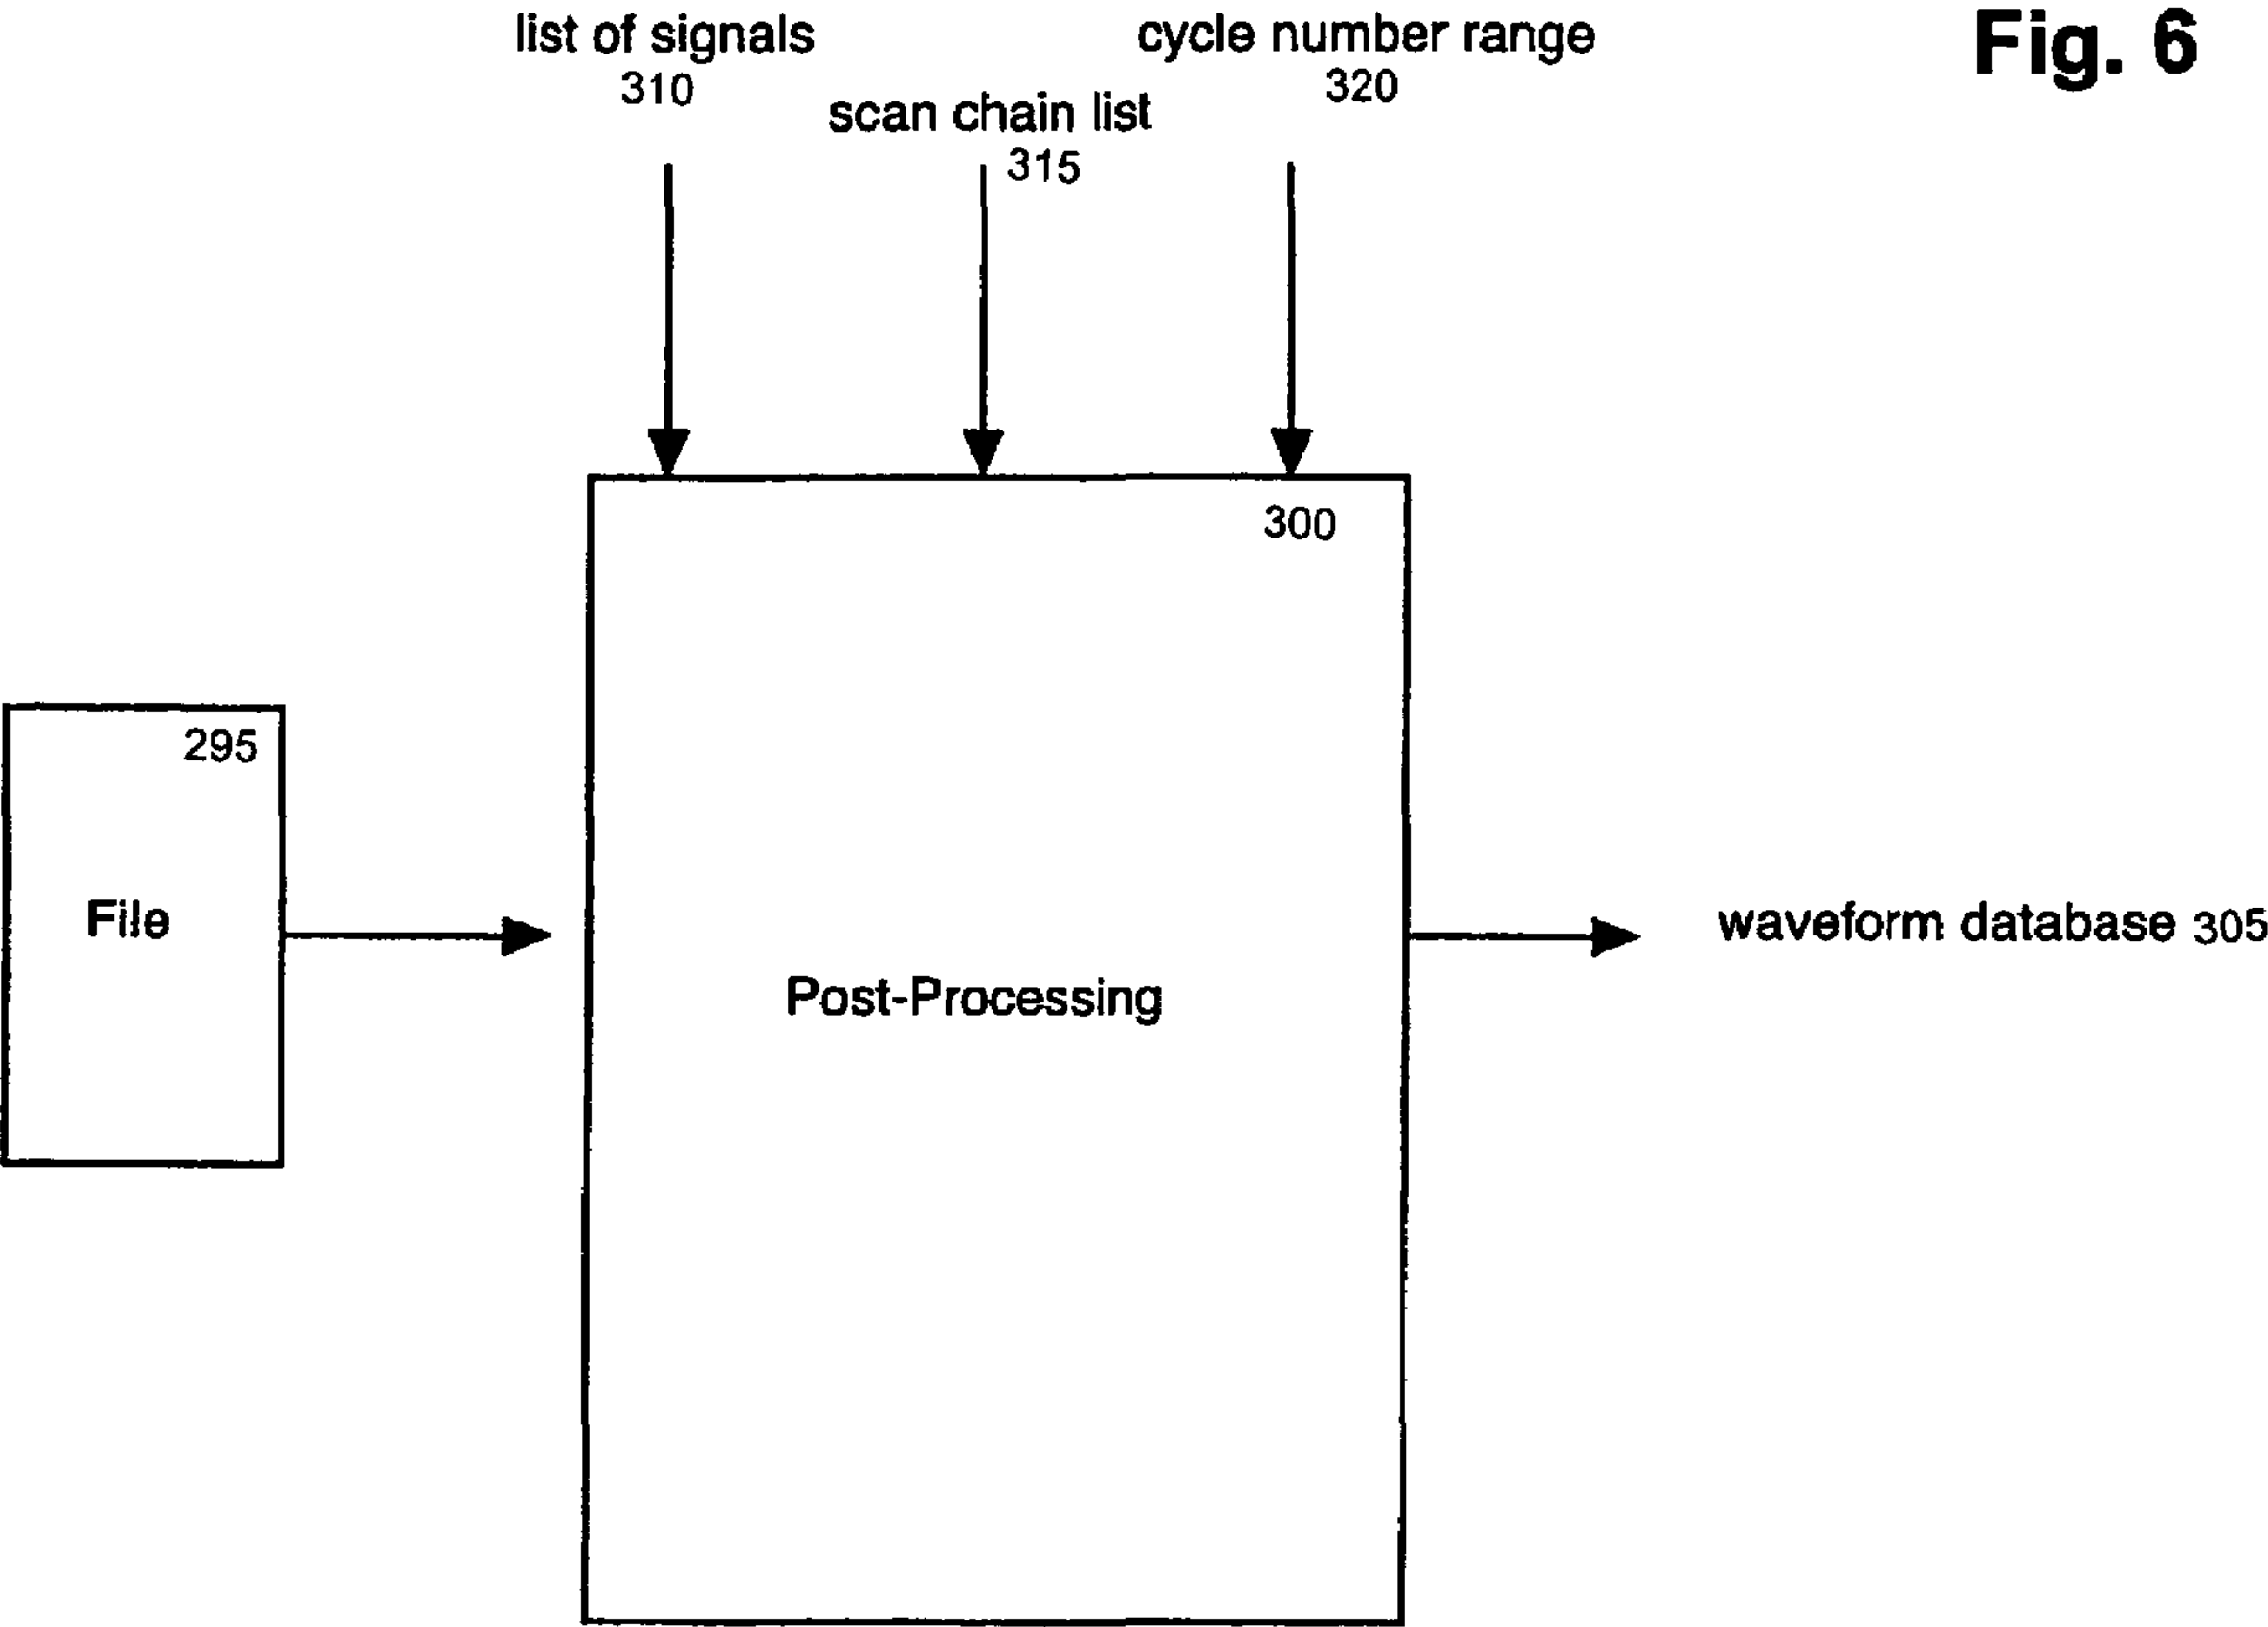 Fig. 6
list of signals
310
scan chain list
315
cycle number range
320
300
295
File
Post-Processing
waveform database 305